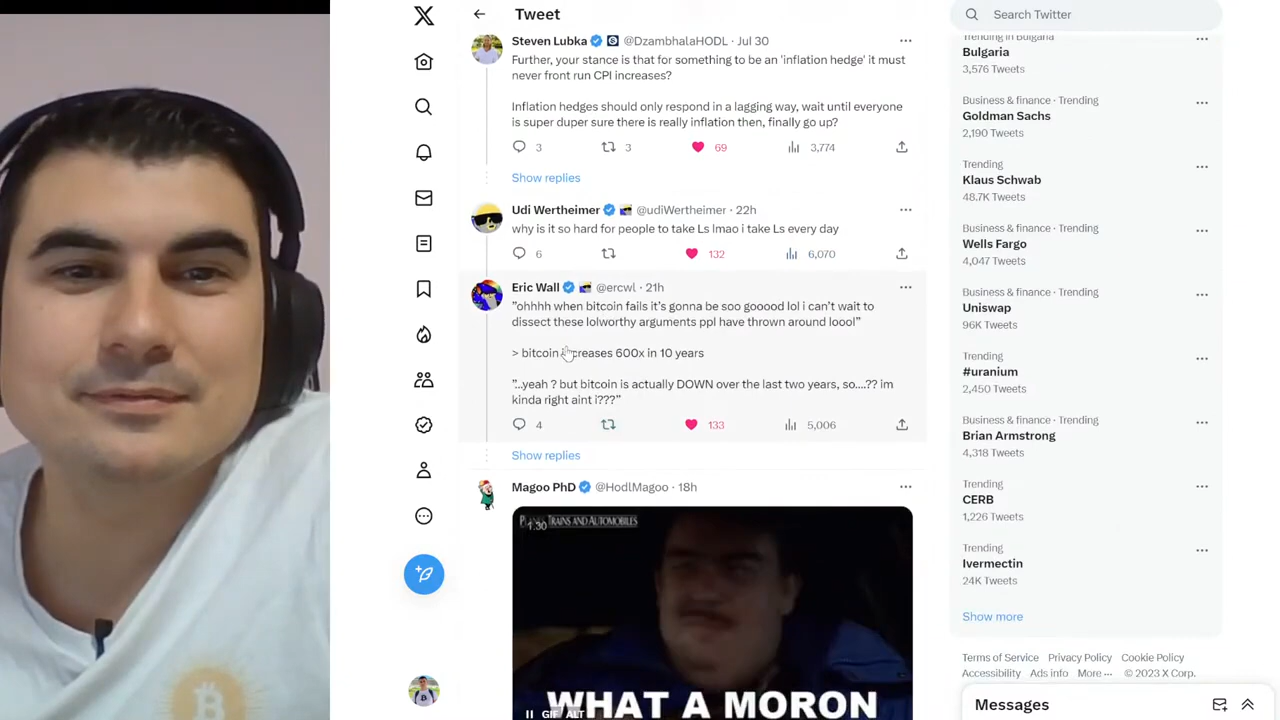 Tweet
Steven Lubka @DzambhalaHODL · Jul 30
Further, your stance is that for something to be an 'inflation hedge' it must
never front run CPI increases?
Inflation hedges should only respond in a lagging way, wait until everyone
is super duper sure there is really inflation then, finally go up?
3 3 69 3,774
Show replies
Udi Wertheimer @udiWertheimer · 22h
why is it so hard for people to take Ls lmao i take Ls every day
6 132 6,070
Eric Wall @ercwl · 21h
"ohhhh when bitcoin fails it's gonna be soo gooood lol i can't wait to
dissect these lolworthy arguments ppl have thrown around looo!"
> bitcoin increases 600x in 10 years
"...yeah ? but bitcoin is actually DOWN over the last two years, so....?? im
kinda right aint i???"
4 133 5,006
Show replies
Magoo PhD @HodlMagoo · 18h
TRAINS AND AUTOMOBILES
1:30
WHAT A MORON
GIF ALT
Search Twitter
Trending in Bulgaria
Bulgaria
3,576 Tweets
Business & finance · Trending
Goldman Sachs
2,190 Tweets
Trending
Klaus Schwab
48.7K Tweets
Business & finance · Trending
Wells Fargo
4,047 Tweets
Business & finance · Trending
Uniswap
96K Tweets
Trending
#uranium
2,450 Tweets
Business & finance · Trending
Brian Armstrong
4,318 Tweets
Trending
CERB
1,226 Tweets
Trending
Ivermectin
24K Tweets
Show more
Terms of Service Privacy Policy Cookie Policy
Accessibility Ads info More ··· © 2023 X Corp.
Messages